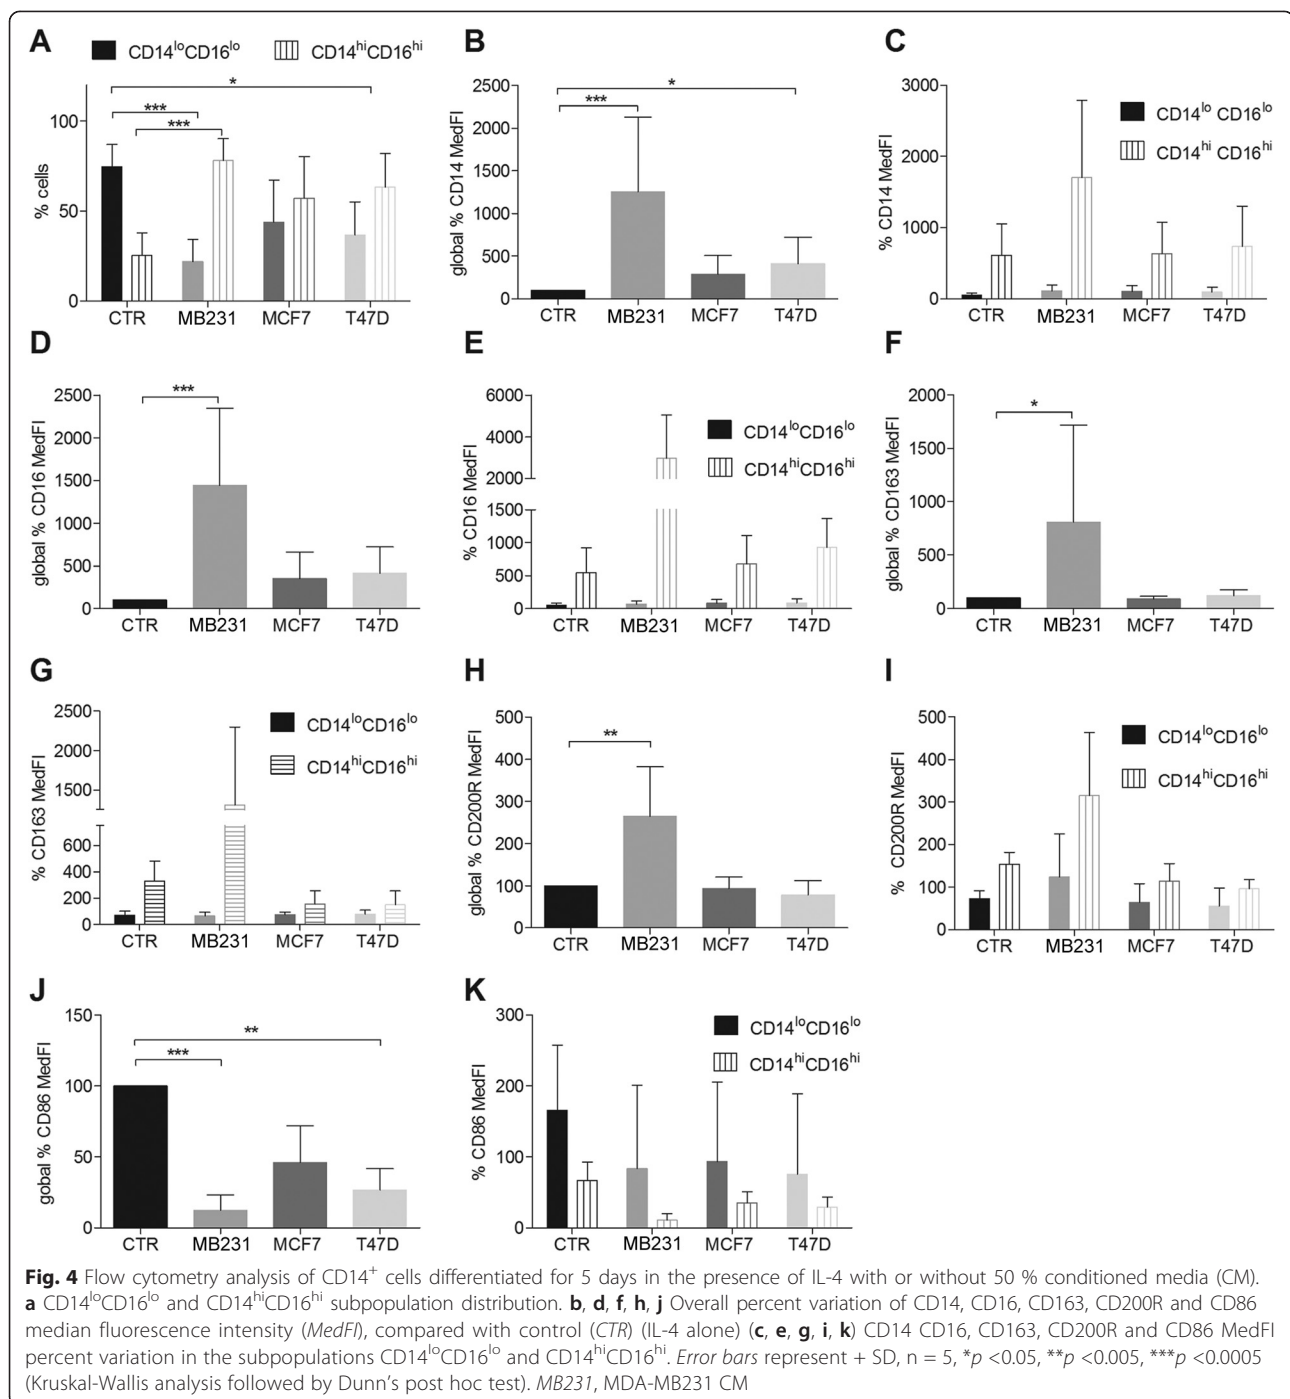 A
CD14loCD16lo CD14hiCD16hi
*
***
***
% cells
100
50
0
CTR MB231 MCF7 T47D
B
*
***
global % CD14 MedFI
2500
2000
1500
1000
500
0
CTR MB231 MCF7 T47D
C
CD14lo CD16lo
CD14hi CD16hi
% CD14 MedFI
3000
2000
1000
0
CTR MB231 MCF7 T47D
D
***
global % CD16 MedFI
2500
2000
1500
1000
500
0
CTR MB231 MCF7 T47D
E
CD14loCD16lo
CD14hiCD16hi
% CD16 MedFI
6000
4000
2000
1500
1000
500
0
CTR MB231 MCF7 T47D
F
*
global % CD163 MedFI
2000
1500
1000
500
0
CTR MB231 MCF7 T47D
G
CD14loCD16lo
CD14hiCD16hi
% CD163 MedFI
2500
2000
1500
600
400
200
0
CTR MB231 MCF7 T47D
H
**
global % CD200R MedFI
500
400
300
200
100
0
CTR MB231 MCF7 T47D
I
CD14loCD16lo
CD14hiCD16hi
% CD200R MedFI
500
400
300
200
100
0
CTR MB231 MCF7 T47D
J
**
***
gobal % CD86 MedFI
150
100
50
0
CTR MB231 MCF7 T47D
K
CD14loCD16lo
CD14hiCD16hi
% CD86 MedFI
300
200
100
0
CTR MB231 MCF7 T47D
Fig. 4 Flow cytometry analysis of CD14+ cells differentiated for 5 days in the presence of IL-4 with or without 50 % conditioned media (CM).
a CD14loCD16lo and CD14hiCD16hi subpopulation distribution. b, d, f, h, j Overall percent variation of CD14, CD16, CD163, CD200R and CD86
median fluorescence intensity (MedFI), compared with control (CTR) (IL-4 alone) (c, e, g, i, k) CD14 CD16, CD163, CD200R and CD86 MedFI
percent variation in the subpopulations CD14loCD16lo and CD14hiCD16hi. Error bars represent + SD, n = 5, *p <0.05, **p <0.005, ***p <0.0005
(Kruskal-Wallis analysis followed by Dunn's post hoc test). MB231, MDA-MB231 CM